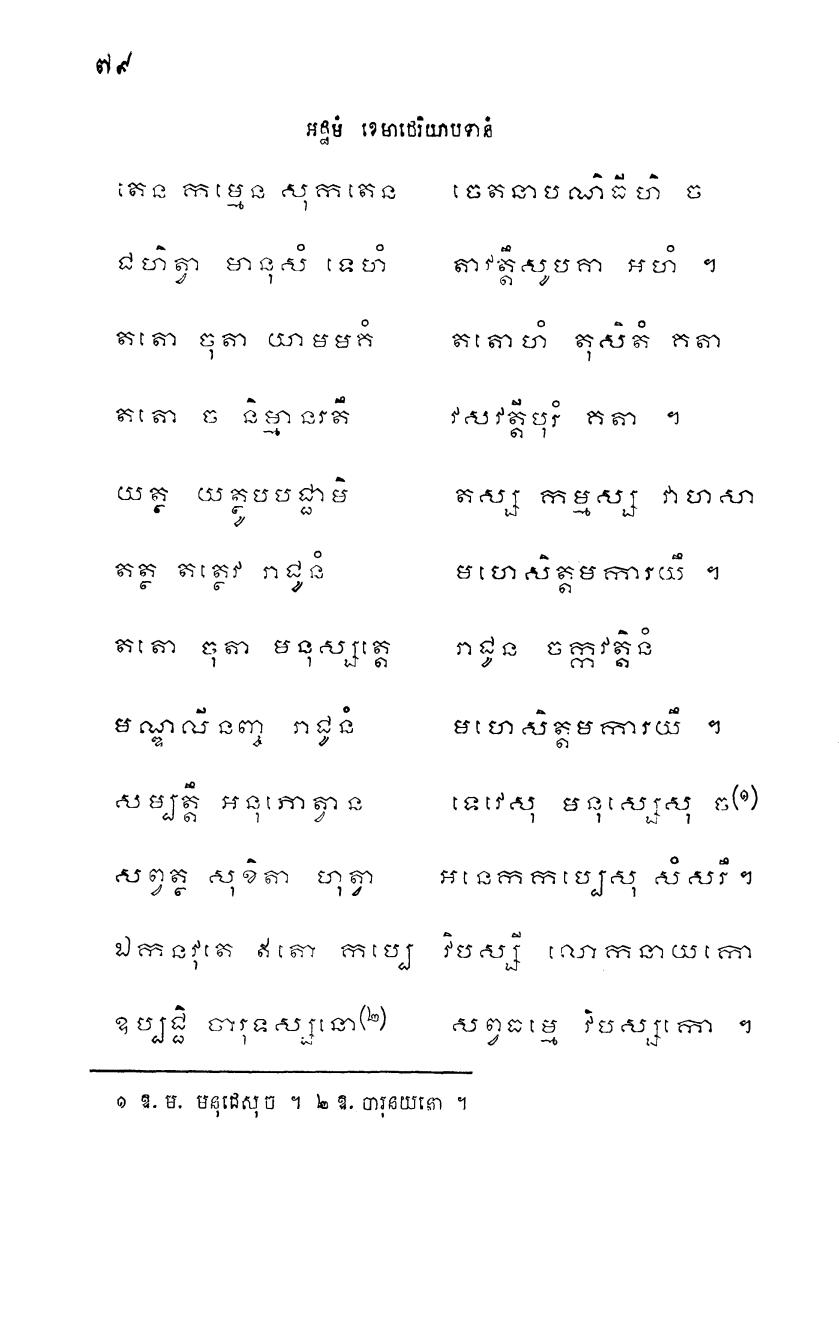 ៧៩
អដ្ឋមំ ខេមាថេរិយាបទានំ
តេន កម្មេន សុកតេន ចេតនាបណិធីហិ ច
ជហិត្វា មានុសំ ទេហំ តាវត្តឹសូបគា អហំ ។
តតោ ចុតា យាមមគំ តតោហំ តុសិតំ គតា
តតោ ច និម្មានរតឹ វសវត្តីបុរំ គតា ។
យត្ថ យត្ថូបបជ្ជាមិ តស្ស កម្មស្ស វាហសា
តត្ថ តត្ថេវ រាជូនំ មហេសិត្តមការយឹ ។
តតោ ចុតា មនុស្សត្តេ រាជូន ចក្កវត្តិនំ
មណ្ឌលីនញ្ច រាជូនំ មហេសិត្តមការយឹ ។
សម្បត្តឹ អនុភោត្វាន ទេវេសុ មនុស្សេសុ ច(១)
សព្វត្ថ សុខិតា ហុត្វា អនេកកប្បេសុ សំសរឹ ។
ឯកនវុតេ ឥតោ កប្បេ វិបស្សី លោកនាយកោ
ឧប្បជ្ជិ ចារុទស្សនោ(២) សព្វធម្មេ វិបស្សកោ ។
១ ឱ. ម. មនុជេសុច ។ ២ ឱ. ចារុនយនោ ។